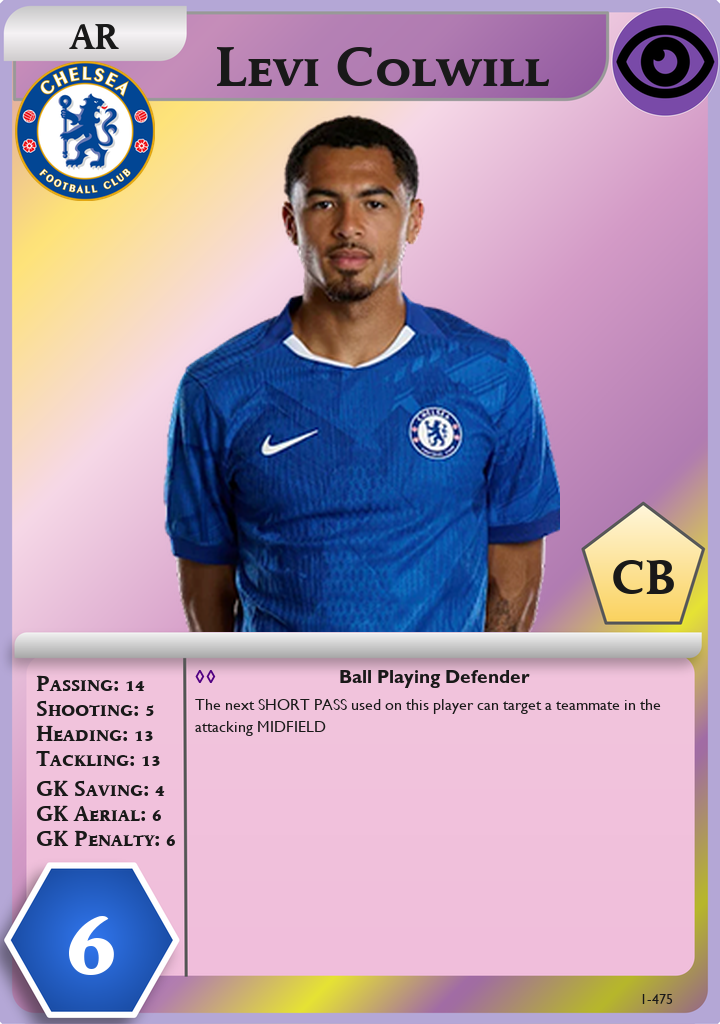 AR
Levi Colwill
CHELSEA
FOOTBALL CLUB
CHELSEA
CB
Passing: 14
Shooting: 5
Heading: 13
Tackling: 13
GK Saving: 4
GK Aerial: 6
GK Penalty: 6
6
◊◊ Ball Playing Defender
The next SHORT PASS used on this player can target a teammate in the
attacking MIDFIELD
1-475